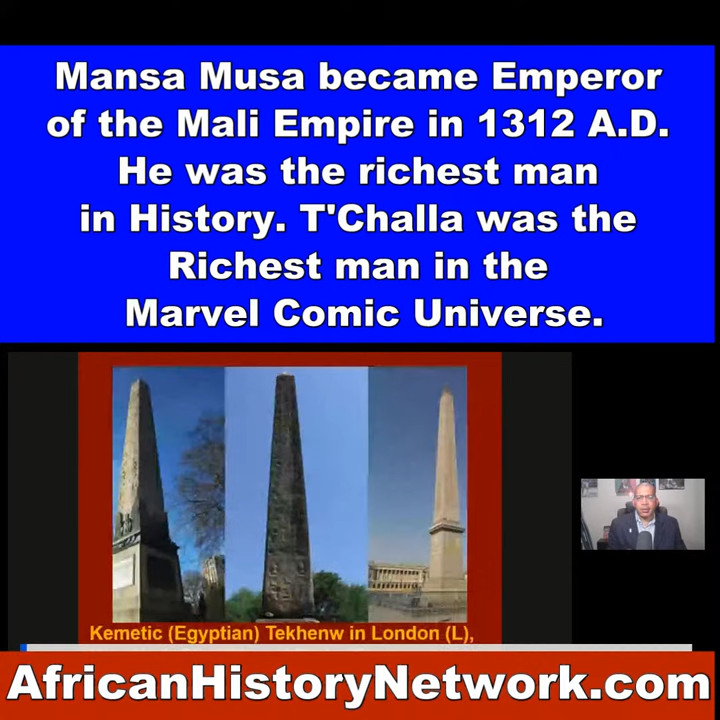 Mansa Musa became Emperor
of the Mali Empire in 1312 A.D.
He was the richest man
in History. T'Challa was the
Richest man in the
Marvel Comic Universe.
Kemetic (Egyptian) Tekhenw in London (L),
AfricanHistoryNetwork.com